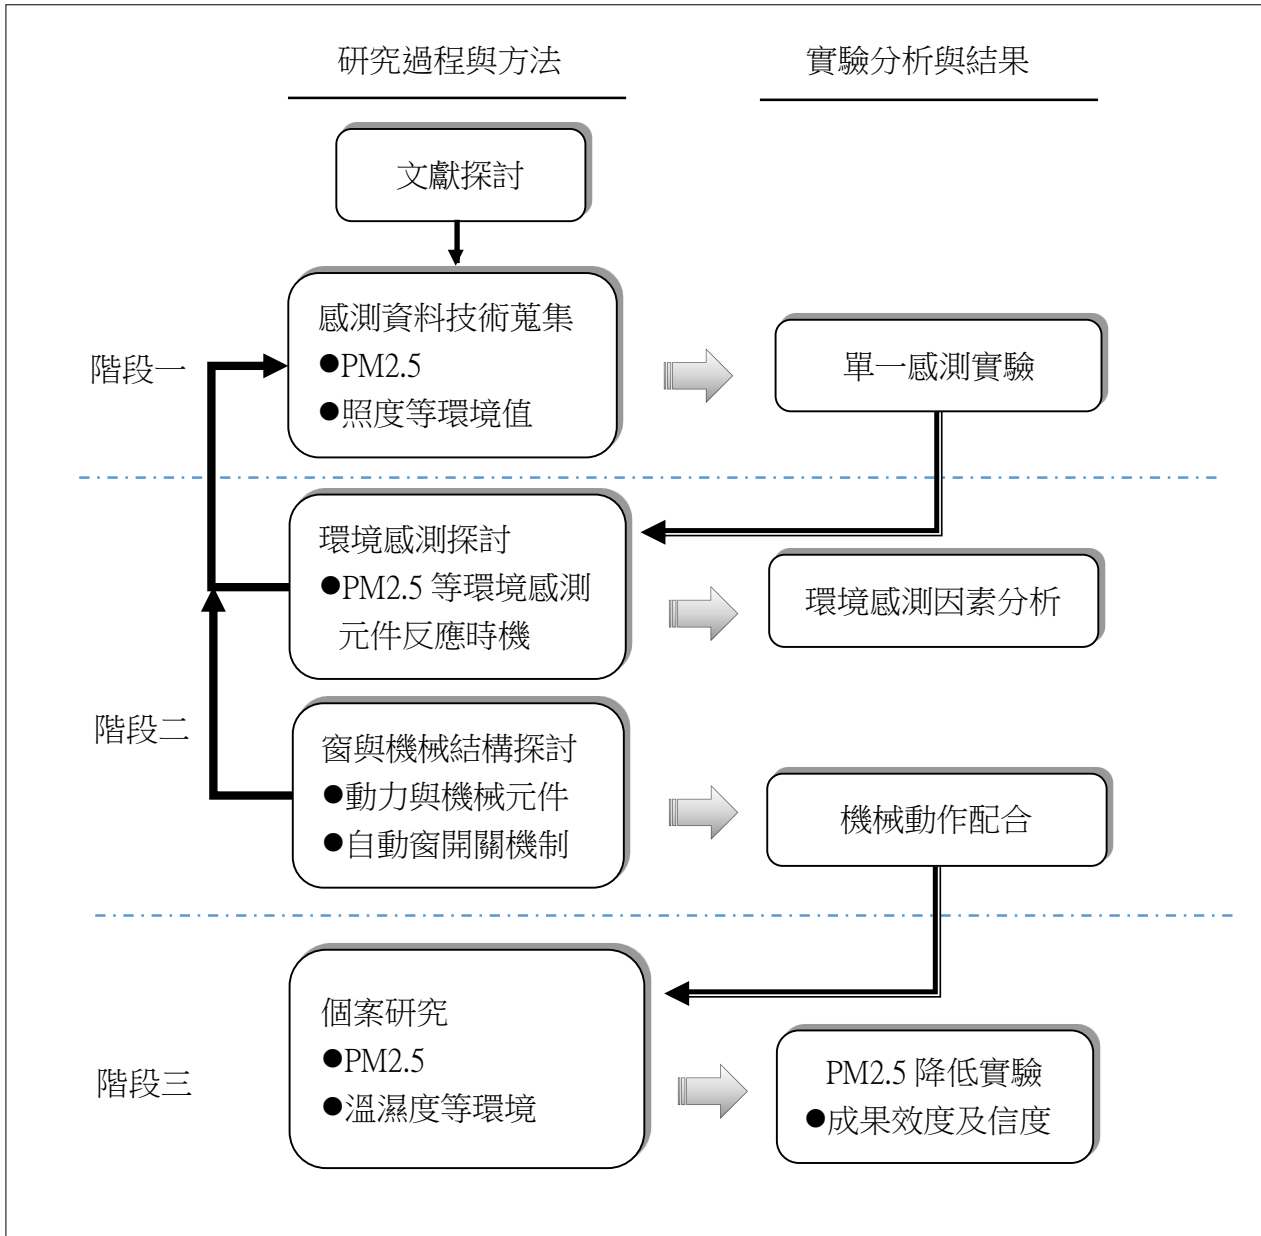 研究過程與方法
實驗分析與結果
文獻探討
階段一
感測資料技術蒐集
●PM2.5
●照度等環境值
單一感測實驗
環境感測探討
●PM2.5 等環境感測
元件反應時機
環境感測因素分析
階段二
窗與機械結構探討
●動力與機械元件
●自動窗開關機制
機械動作配合
階段三
個案研究
●PM2.5
●溫濕度等環境
PM2.5 降低實驗
●成果效度及信度